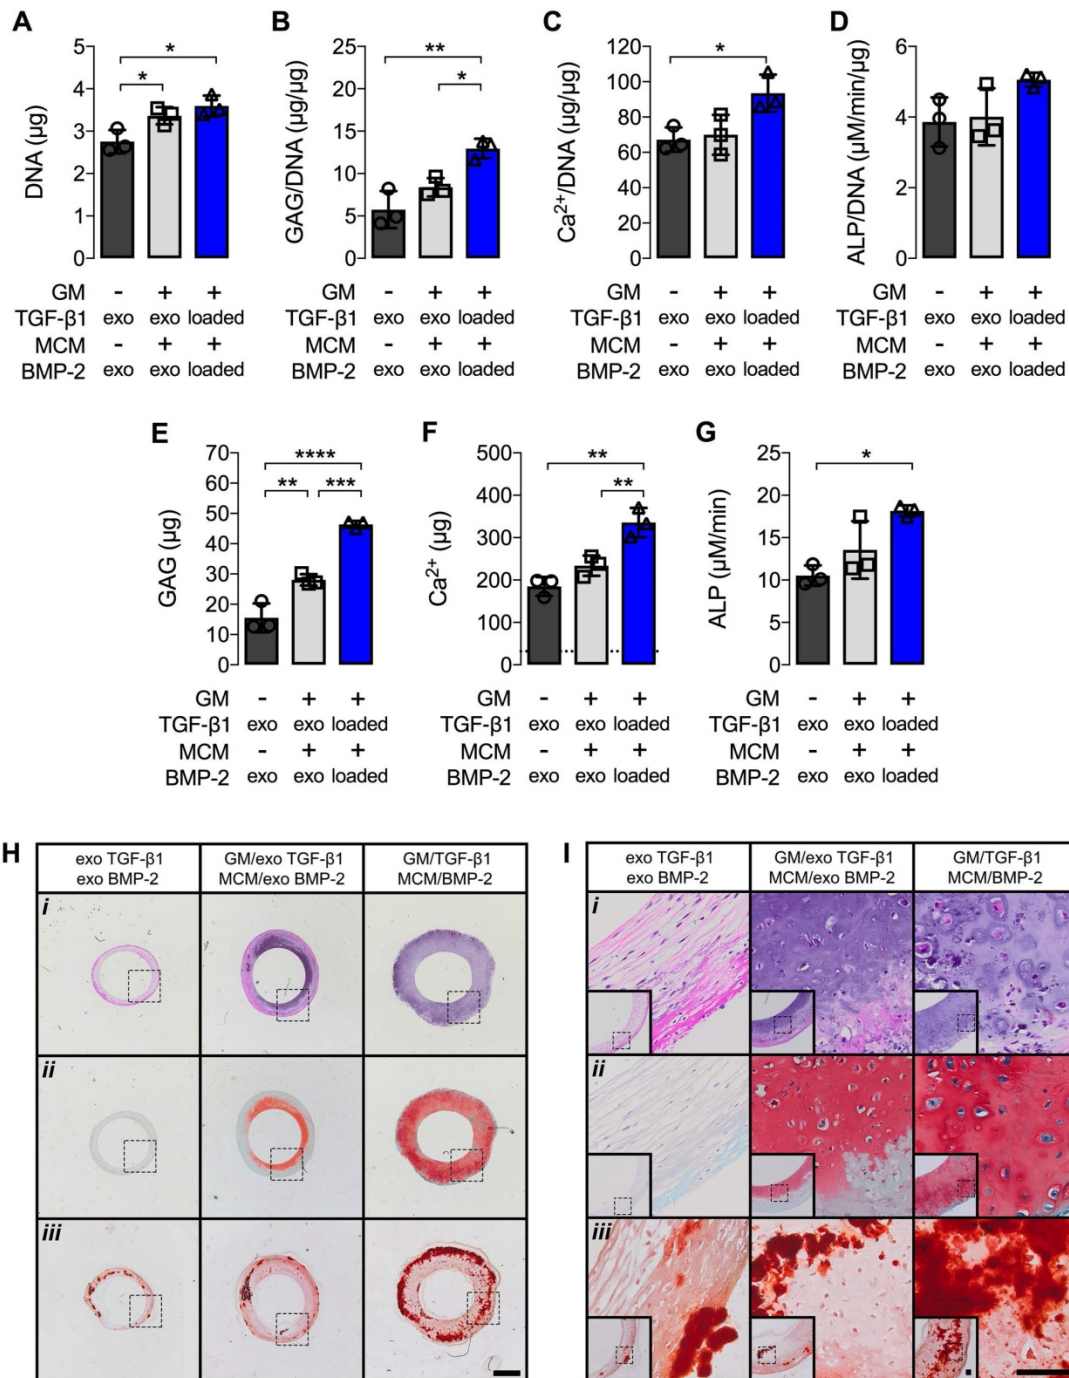 A
B
C
D
*
*
5
4
3
2
1
0
DNA (µg)
**
*
25
20
15
10
5
0
GAG/DNA (µg/µg)
*
120
100
80
60
40
20
0
Ca²⁺/DNA (µg/µg)
6
4
2
0
ALP/DNA (µM/min/µg)
GM - + +
TGF-β1 exo exo loaded
MCM - + +
BMP-2 exo exo loaded
GM - + +
TGF-β1 exo exo loaded
MCM - + +
BMP-2 exo exo loaded
GM - + +
TGF-β1 exo exo loaded
MCM - + +
BMP-2 exo exo loaded
GM - + +
TGF-β1 exo exo loaded
MCM - + +
BMP-2 exo exo loaded
E
F
G
****
** ***
70
60
50
40
30
20
10
0
GAG (µg)
**
**
500
400
300
200
100
0
Ca²⁺ (µg)
*
25
20
15
10
5
0
ALP (µM/min)
GM - + +
TGF-β1 exo exo loaded
MCM - + +
BMP-2 exo exo loaded
GM - + +
TGF-β1 exo exo loaded
MCM - + +
BMP-2 exo exo loaded
GM - + +
TGF-β1 exo exo loaded
MCM - + +
BMP-2 exo exo loaded
H
exo TGF-β1
exo BMP-2
GM/exo TGF-β1
MCM/exo BMP-2
GM/TGF-β1
MCM/BMP-2
i
ii
iii
I
exo TGF-β1
exo BMP-2
GM/exo TGF-β1
MCM/exo BMP-2
GM/TGF-β1
MCM/BMP-2
i
ii
iii